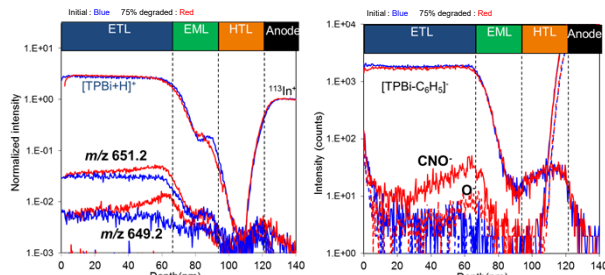 Initial : Blue 75% degraded : Red
ETL EML HTL Anode
1.E+01
1.E+00
1.E-01
1.E-02
1.E-03
Normalized intensity
[TPBi+H]+
113In+
m/z 651.2
m/z 649.2
0 20 40 60 80 100 120 140
Initial : Blue 75% degraded : Red
ETL EML HTL Anode
1.E+04
1.E+03
1.E+02
1.E+01
1.E+00
Intensity (counts)
[TPBi-C6H5]-
CNO-
O-
0 20 40 60 80 100 120 140